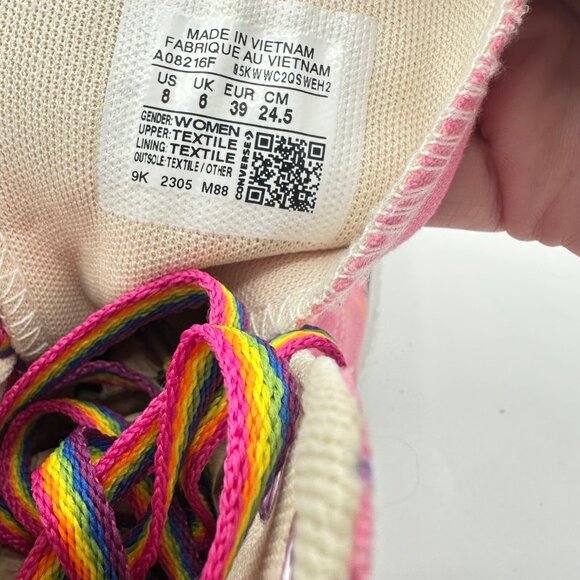 MADE IN VIETNAM
FABRIQUE AU VIETNAM
A08216F 85KWWC2QSWEH2
US UK EUR CM
8 6 39 24.5
GENDER: WOMEN
UPPER: TEXTILE
LINING: TEXTILE
OUTSOLE: TEXTILE / OTHER
9K 2305 M88
CONVERSE